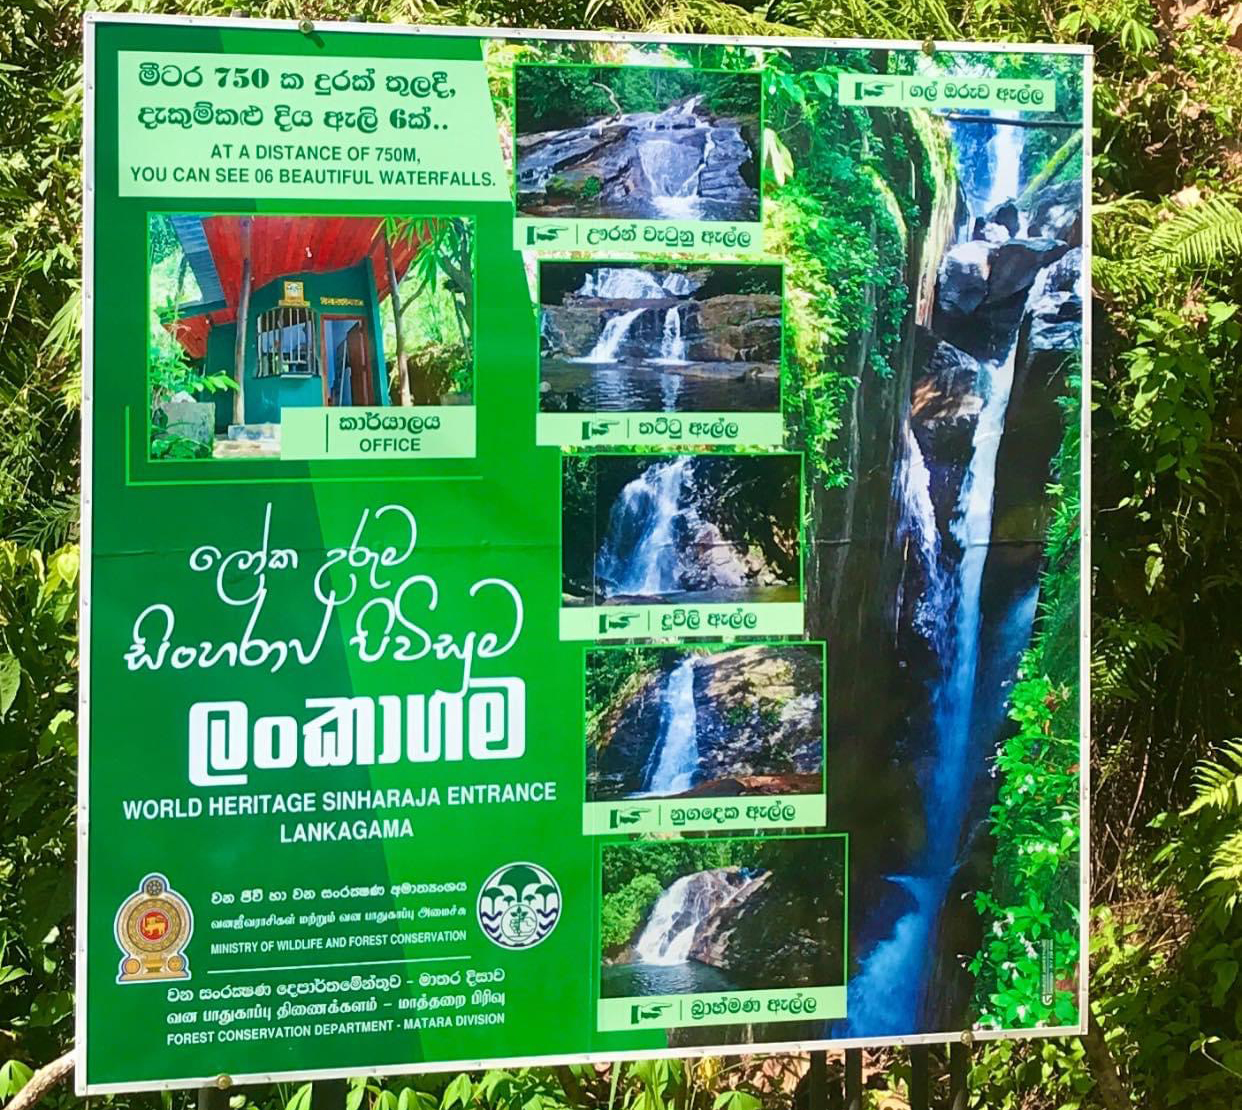 මීටර 750 ක දුරක් තුලදී,
දැකුම්කළු දිය ඇලි 6ක්..
AT A DISTANCE OF 750M,
YOU CAN SEE 06 BEAUTIFUL WATERFALLS.
කාර්යාලය
OFFICE
ලෝක උරුම
සිංහරාජ පිවිසුම
ලංකාගම
WORLD HERITAGE SINHARAJA ENTRANCE
LANKAGAMA
වන ජීවී හා වන සංරක්ෂණ අමාත්‍යංශය
வனஜீவராசிகள் மற்றும் வன பாதுகாப்பு அமைச்சு
MINISTRY OF WILDLIFE AND FOREST CONSERVATION
වන සංරක්ෂණ දෙපාර්තමේන්තුව - මාතර දිසාව
வன பாதுகாப்பு திணைக்களம் - மாத்தறை பிரிவு
FOREST CONSERVATION DEPARTMENT - MATARA DIVISION
ඌරන් වැටුනු ඇල්ල
තට්ටු ඇල්ල
දූවිලි ඇල්ල
නුගදෙක ඇල්ල
බ්‍රාහ්මණ ඇල්ල
ගල් ඔරුව ඇල්ල